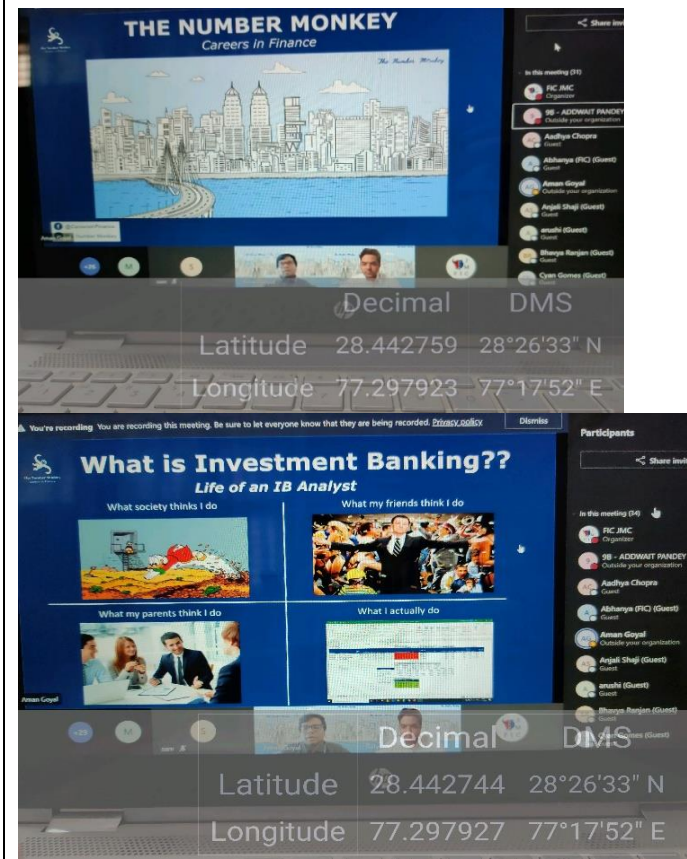 THE NUMBER MONKEY
Careers in Finance
The Number Monkey
Share invi
In this meeting (31)
FIC JMC
Organizer
9B - ADDWAIT PANDEY
Outside your organization
Aadhya Chopra
Guest
Abhanya (FIC) (Guest)
Aman Goyal
Outside your organization
Anjali Shaji (Guest)
Guest
arushi (Guest)
Guest
Bhavya Ranjan (Guest)
Guest
Cyan Gomes (Guest)
+26
M
S
Decimal DMS
Latitude 28.442759 28°26'33" N
Longitude 77.297923 77°17'52" E
You're recording You are recording this meeting. Be sure to let everyone know that they are being recorded. Privacy policy Dismiss
Participants
What is Investment Banking??
Life of an IB Analyst
Share invi
What society thinks I do
What my friends think I do
In this meeting (34)
FIC JMC
Organizer
9B - ADDWAIT PANDEY
Outside your organization
Aadhya Chopra
Guest
Abhanya (FIC) (Guest)
Guest
What my parents think I do
What I actually do
Aman Goyal
Outside your organization
Anjali Shaji (Guest)
Guest
arushi (Guest)
Guest
Bhavya Ranjan (Guest)
Aman Goyal
Gomes (Guest)
M
S
Decimal DMS
Latitude 28.442744 28°26'33" N
Longitude 77.297927 77°17'52" E